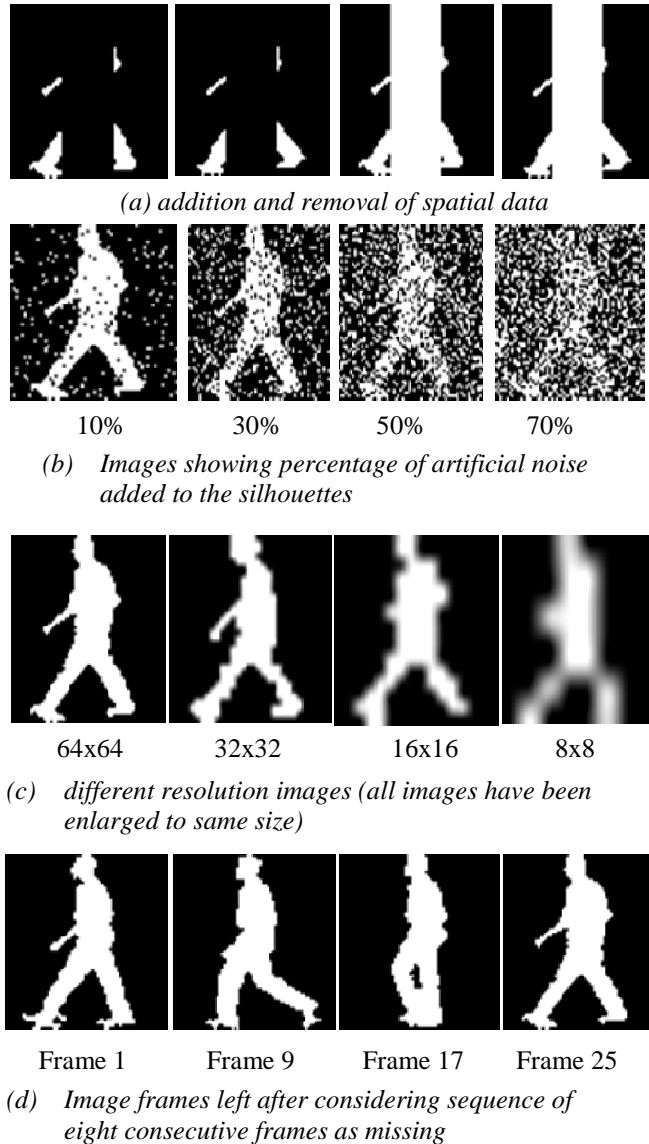 (a) addition and removal of spatial data
10% 30% 50% 70%
(b) Images showing percentage of artificial noise
added to the silhouettes
64x64 32x32 16x16 8x8
(c) different resolution images (all images have been
enlarged to same size)
Frame 1 Frame 9 Frame 17 Frame 25
(d) Image frames left after considering sequence of
eight consecutive frames as missing